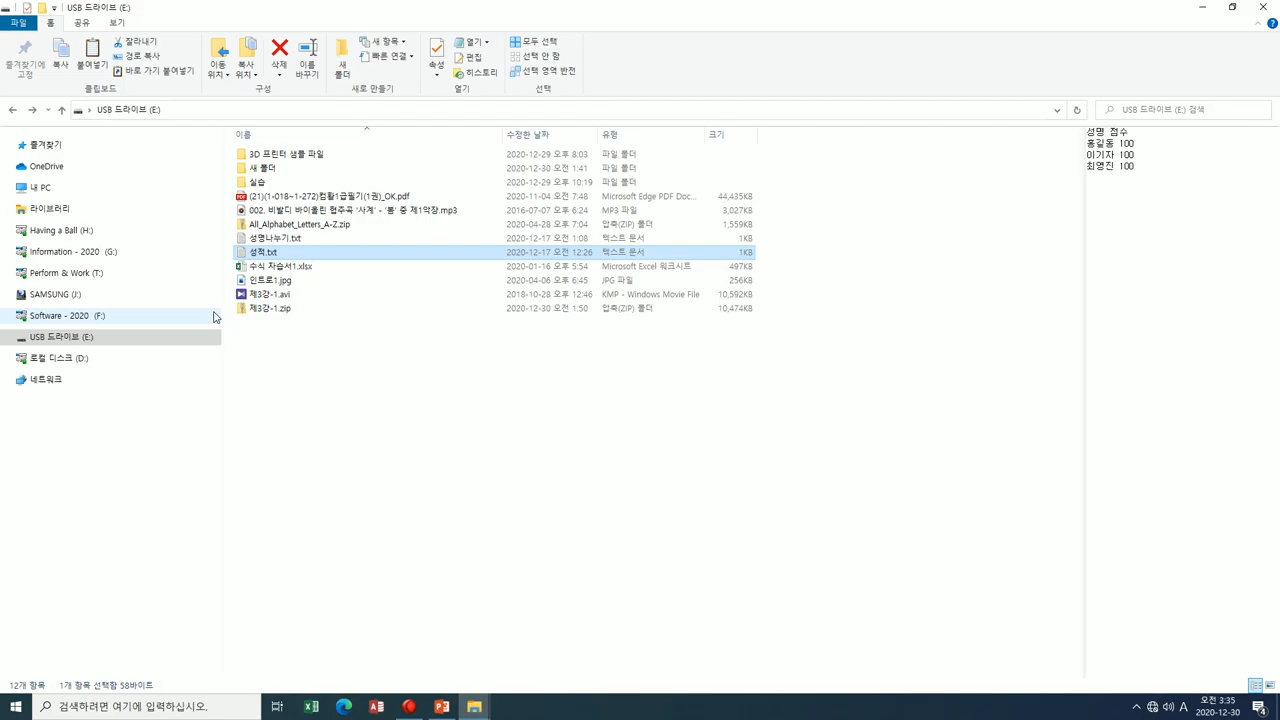 USB 드라이브 (E:)
파일 홈 공유 보기
즐겨찾기에 고정 복사 붙여넣기 잘라내기 경로 복사 바로 가기 붙여넣기
이동 위치 복사 위치 삭제 이름 바꾸기 새 폴더 새 항목 빠른 연결
속성 열기 편집 히스토리 모두 선택 선택 안 함 선택 영역 반전
클립보드 구성 새로 만들기 열기 선택
USB 드라이브 (E:) USB 드라이브 (E:) 검색
즐겨찾기
OneDrive
내 PC
라이브러리
Having a Ball (H:)
Information - 2020 (G:)
Perform & Work (T:)
SAMSUNG (J:)
Software - 2020 (F:)
USB 드라이브 (E:)
로컬 디스크 (D:)
네트워크
이름 수정한 날짜 유형 크기
3D 프린터 샘플 파일 2020-12-29 오후 8:03 파일 폴더
새 폴더 2020-12-30 오전 1:41 파일 폴더
실습 2020-12-29 오후 10:19 파일 폴더
(21)(1-018~1-272)컴활1급필기(1권)_OK.pdf 2020-11-04 오전 7:48 Microsoft Edge PDF Doc... 44,435KB
002. 비발디 바이올린 협주곡 '사계' - '봄' 중 제1악장.mp3 2016-07-07 오후 6:24 MP3 파일 3,027KB
All_Alphabet_Letters_A-Z.zip 2020-04-28 오후 7:04 압축(ZIP) 폴더 1,559KB
성명나누기.txt 2020-12-17 오전 1:08 텍스트 문서 1KB
성적.txt 2020-12-17 오전 12:26 텍스트 문서 1KB
수식 자습서1.xlsx 2020-01-16 오후 5:54 Microsoft Excel 워크시트 497KB
인트로1.jpg 2020-04-06 오후 6:45 JPG 파일 256KB
제3강-1.avi 2018-10-28 오후 12:46 KMP - Windows Movie File 10,592KB
제3강-1.zip 2020-12-30 오전 1:50 압축(ZIP) 폴더 10,474KB
성명 점수
홍길동 100
이기자 100
최영진 100
12개 항목 1개 항목 선택함 58바이트
검색하려면 여기에 입력하십시오. A 오전 3:35
2020-12-30 4